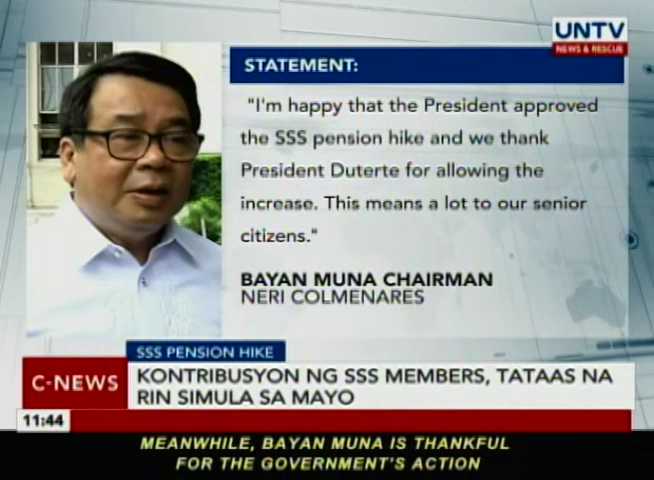 UNTV
NEWS & RESCUE
STATEMENT:
"I'm happy that the President approved
the SSS pension hike and we thank
President Duterte for allowing the
increase. This means a lot to our senior
citizens."
BAYAN MUNA CHAIRMAN
NERI COLMENARES
SSS PENSION HIKE
C-NEWS
KONTRIBUSYON NG SSS MEMBERS, TATAAS NA
RIN SIMULA SA MAYO
11:44
MEANWHILE, BAYAN MUNA IS THANKFUL
FOR THE GOVERNMENT'S ACTION